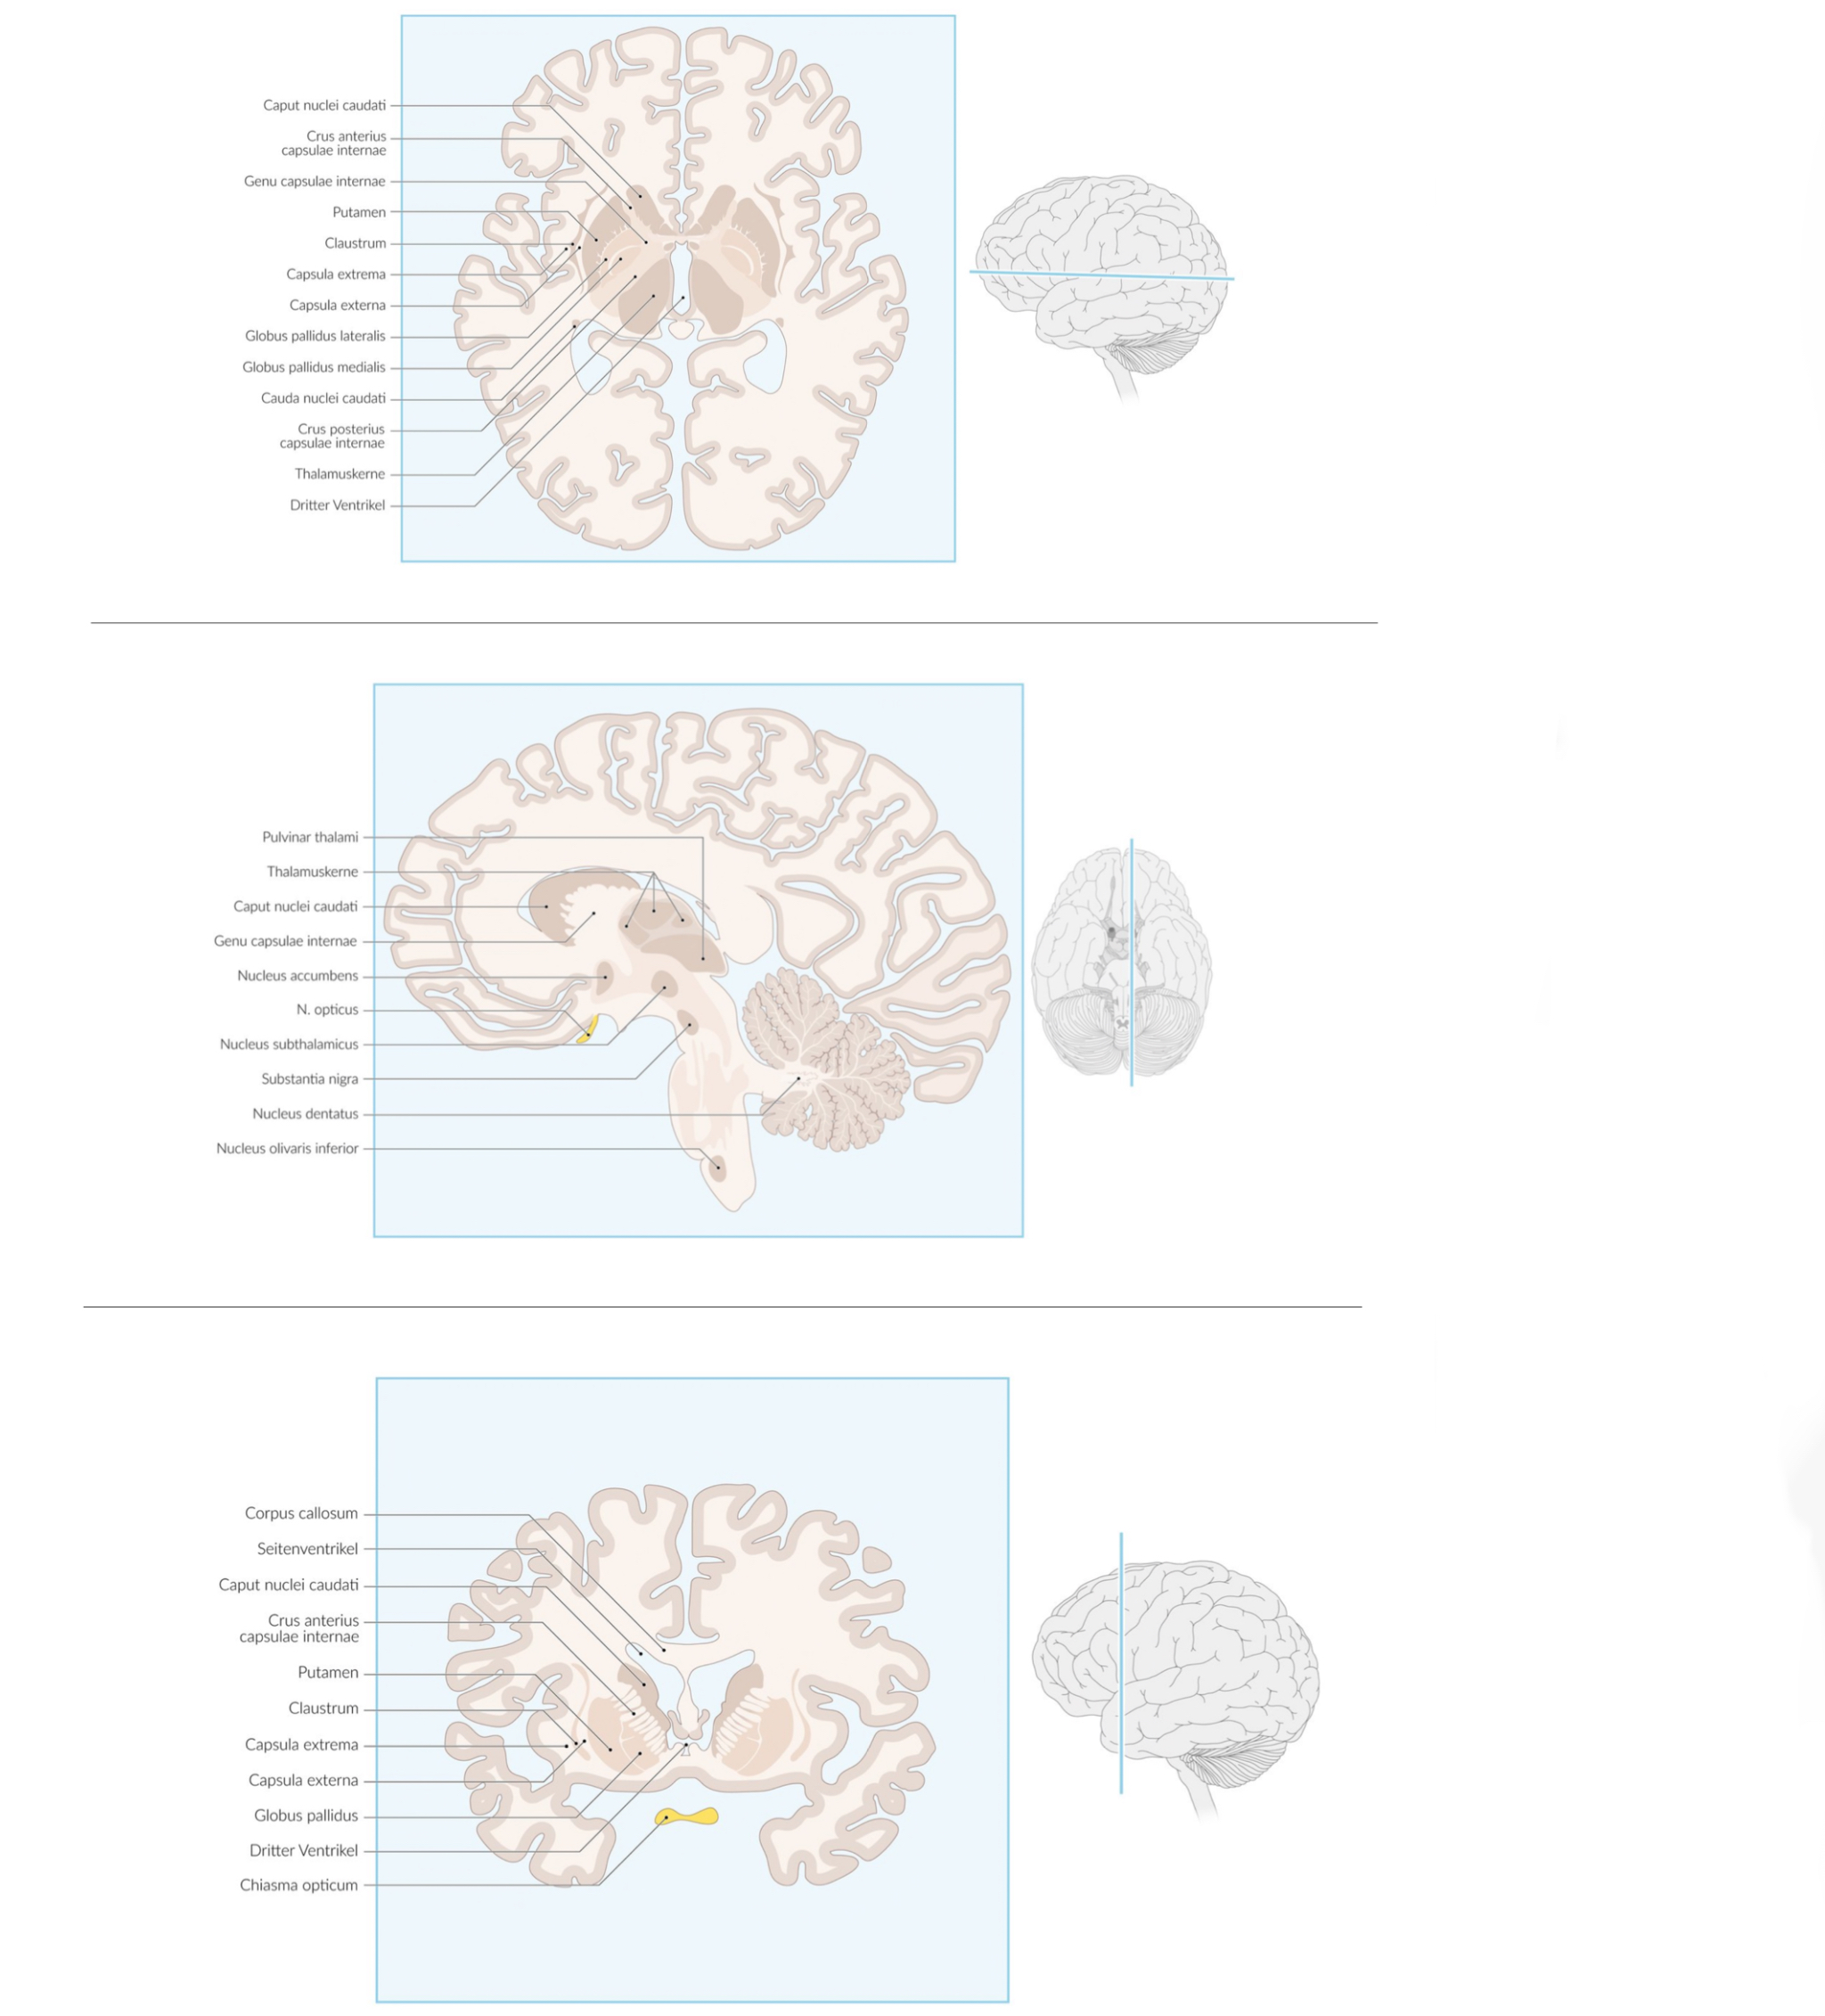 Caput nuclei caudati
Crus anterius
capsulae internae
Genu capsulae internae
Putamen
Claustrum
Capsula extrema
Capsula externa
Globus pallidus lateralis
Globus pallidus medialis
Cauda nuclei caudati
Crus posterius
capsulae internae
Thalamuskerne
Dritter Ventrikel
Pulvinar thalami
Thalamuskerne
Caput nuclei caudati
Genu capsulae internae
Nucleus accumbens
N. opticus
Nucleus subthalamicus
Substantia nigra
Nucleus dentatus
Nucleus olivaris inferior
Corpus callosum
Seitenventrikel
Caput nuclei caudati
Crus anterius
capsulae internae
Putamen
Claustrum
Capsula extrema
Capsula externa
Globus pallidus
Dritter Ventrikel
Chiasma opticum